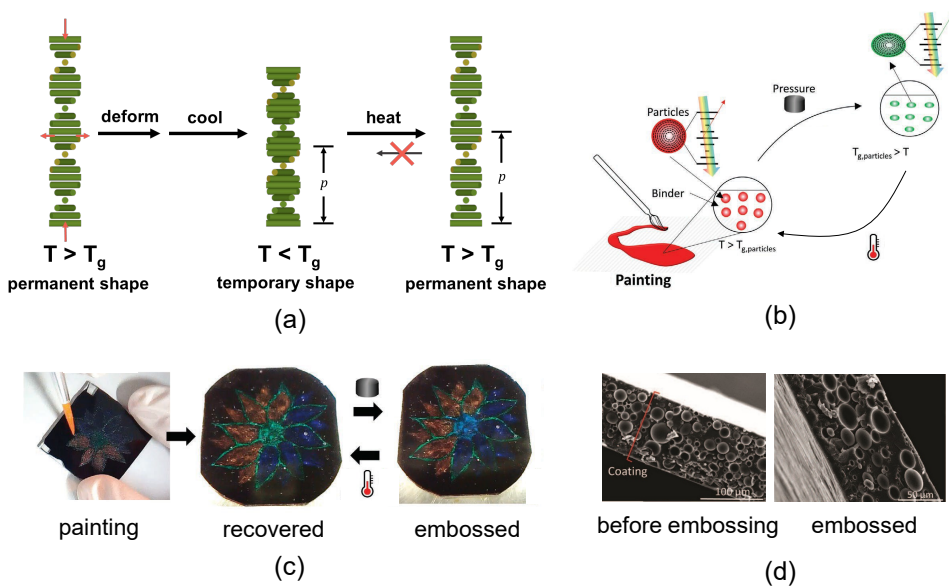 deform
cool
heat
p
p
T > Tg
permanent shape
T < Tg
temporary shape
T > Tg
permanent shape
(a)
Particles
Binder
Pressure
Tg,particles > T
T > Tg,particles
Painting
(b)
painting
recovered
embossed
(c)
Coating
100 μm
50 μm
before embossing
embossed
(d)